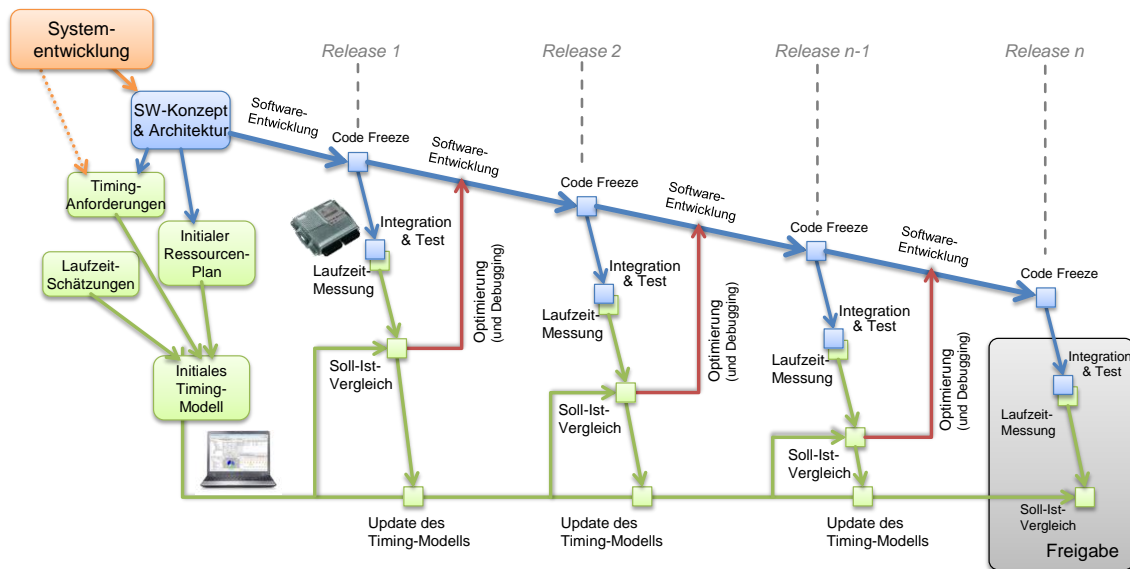 System-
entwicklung
Release 1
Release 2
Release n-1
Release n
SW-Konzept
& Architektur
Software-
Entwicklung
Code Freeze
Software-
Entwicklung
Code Freeze
Software-
Entwicklung
Code Freeze
Software-
Entwicklung
Code Freeze
Timing-
Anforderungen
Initialer
Ressourcen-
Plan
Laufzeit-
Schätzungen
Initiales
Timing-
Modell
Integration
& Test
Laufzeit-
Messung
Soll-Ist-
Vergleich
Optimierung
(und Debugging)
Update des
Timing-Modells
Integration
& Test
Laufzeit-
Messung
Soll-Ist-
Vergleich
Optimierung
(und Debugging)
Update des
Timing-Modells
Integration
& Test
Laufzeit-
Messung
Soll-Ist-
Vergleich
Optimierung
(und Debugging)
Update des
Timing-Modells
Integration
& Test
Laufzeit-
Messung
Soll-Ist-
Vergleich
Freigabe